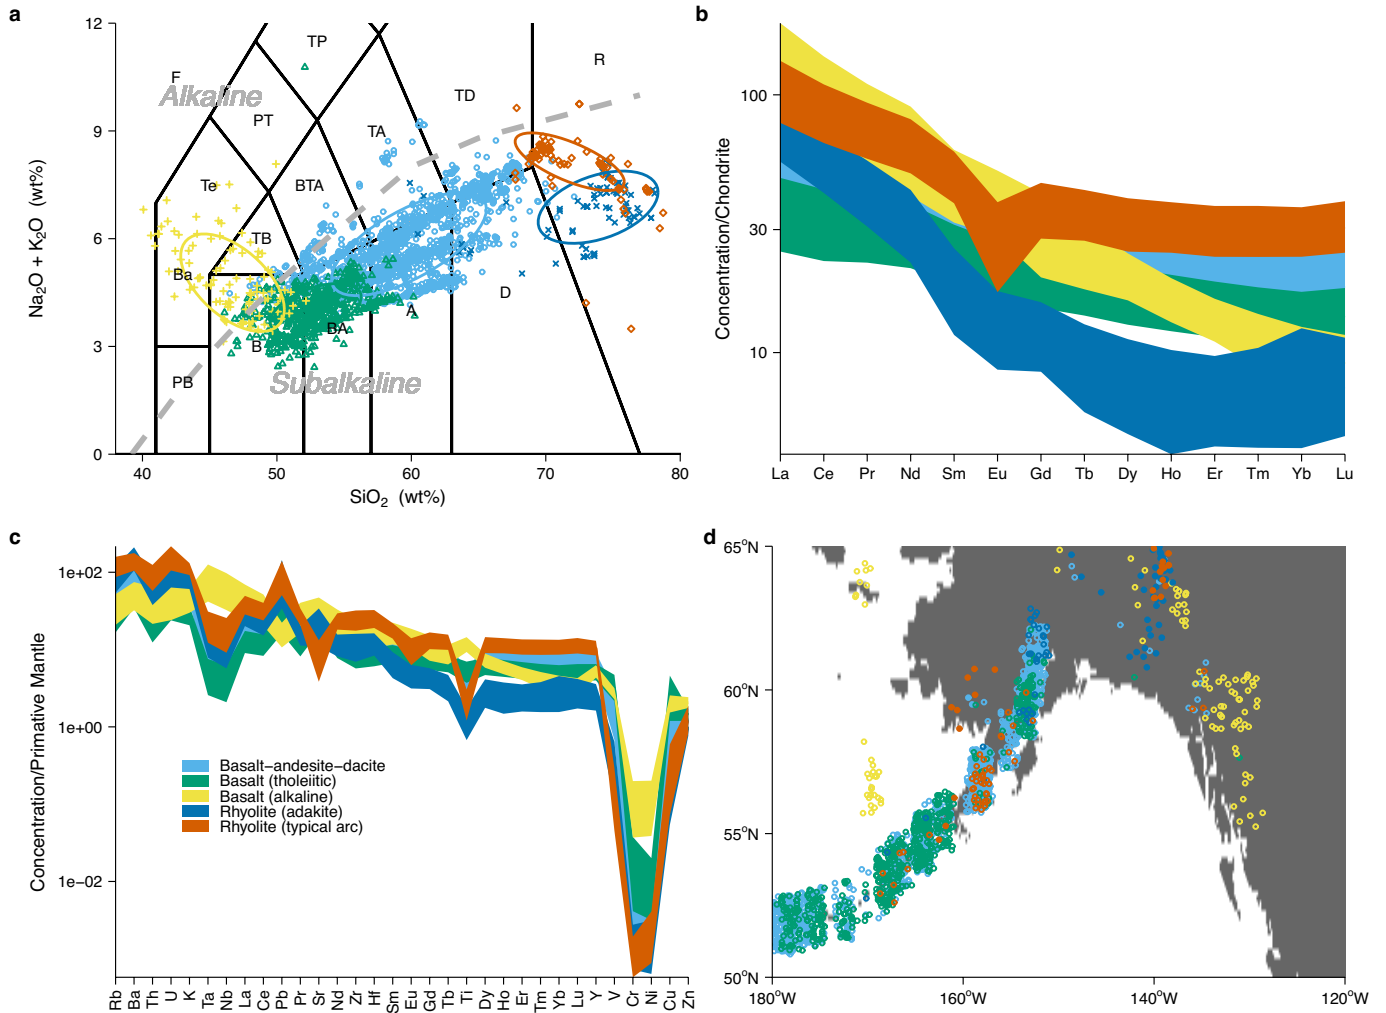 a
12
9
6
3
0
Na2O + K2O (wt%)
40
50
60
70
80
SiO2 (wt%)
F
TP
R
Alkaline
TD
PT
TA
Te
BTA
TB
Ba
D
A
BA
B
PB
Subalkaline
b
100
30
10
Concentration/Chondrite
La Ce Pr Nd Sm Eu Gd Tb Dy Ho Er Tm Yb Lu
c
1e+02
1e+00
1e−02
Concentration/Primative Mantle
Basalt−andesite−dacite
Basalt (tholeiitic)
Basalt (alkaline)
Rhyolite (adakite)
Rhyolite (typical arc)
Rb Ba Th U K Ta Nb La Ce Pb Pr Sr Nd Zr Hf Sm Eu Gd Tb Ti Dy Ho Er Tm Yb Lu Y V Cr Ni Cu Zn
d
65°N
60°N
55°N
50°N
180°W
160°W
140°W
120°W